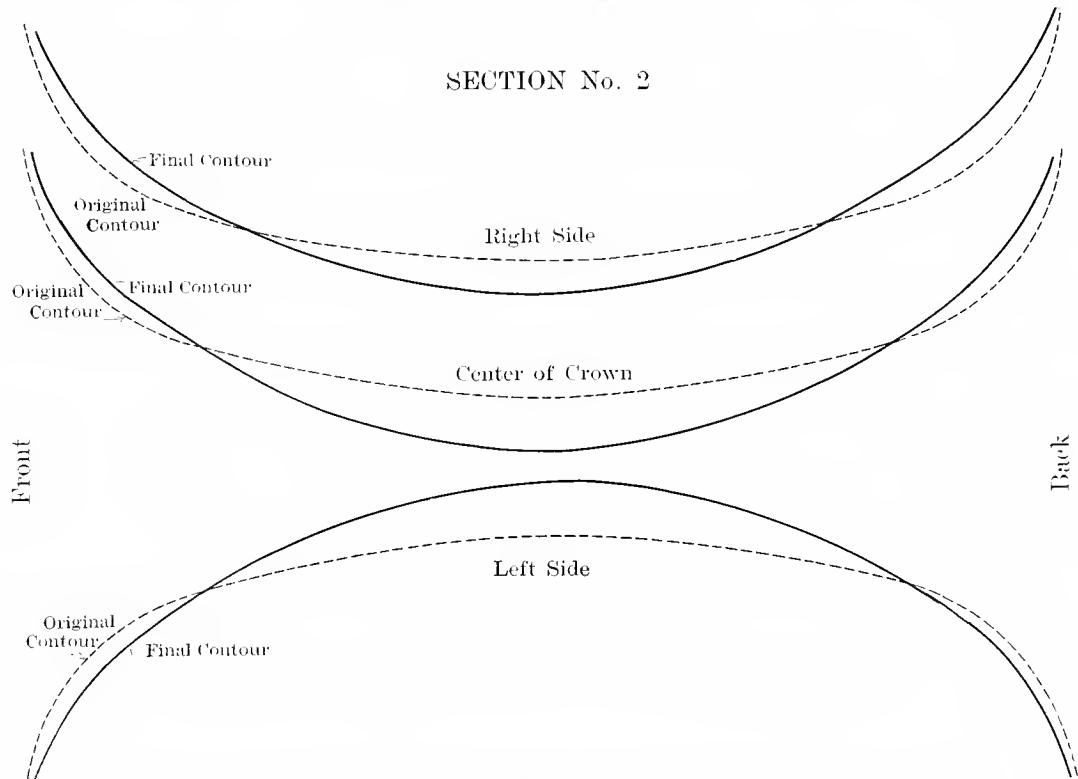 SECTION No. 2
Final Contour
Original
Contour
Right Side
Final Contour
Original
Contour
Center of Crown
Front
Back
Left Side
Original
Contour
Final Contour